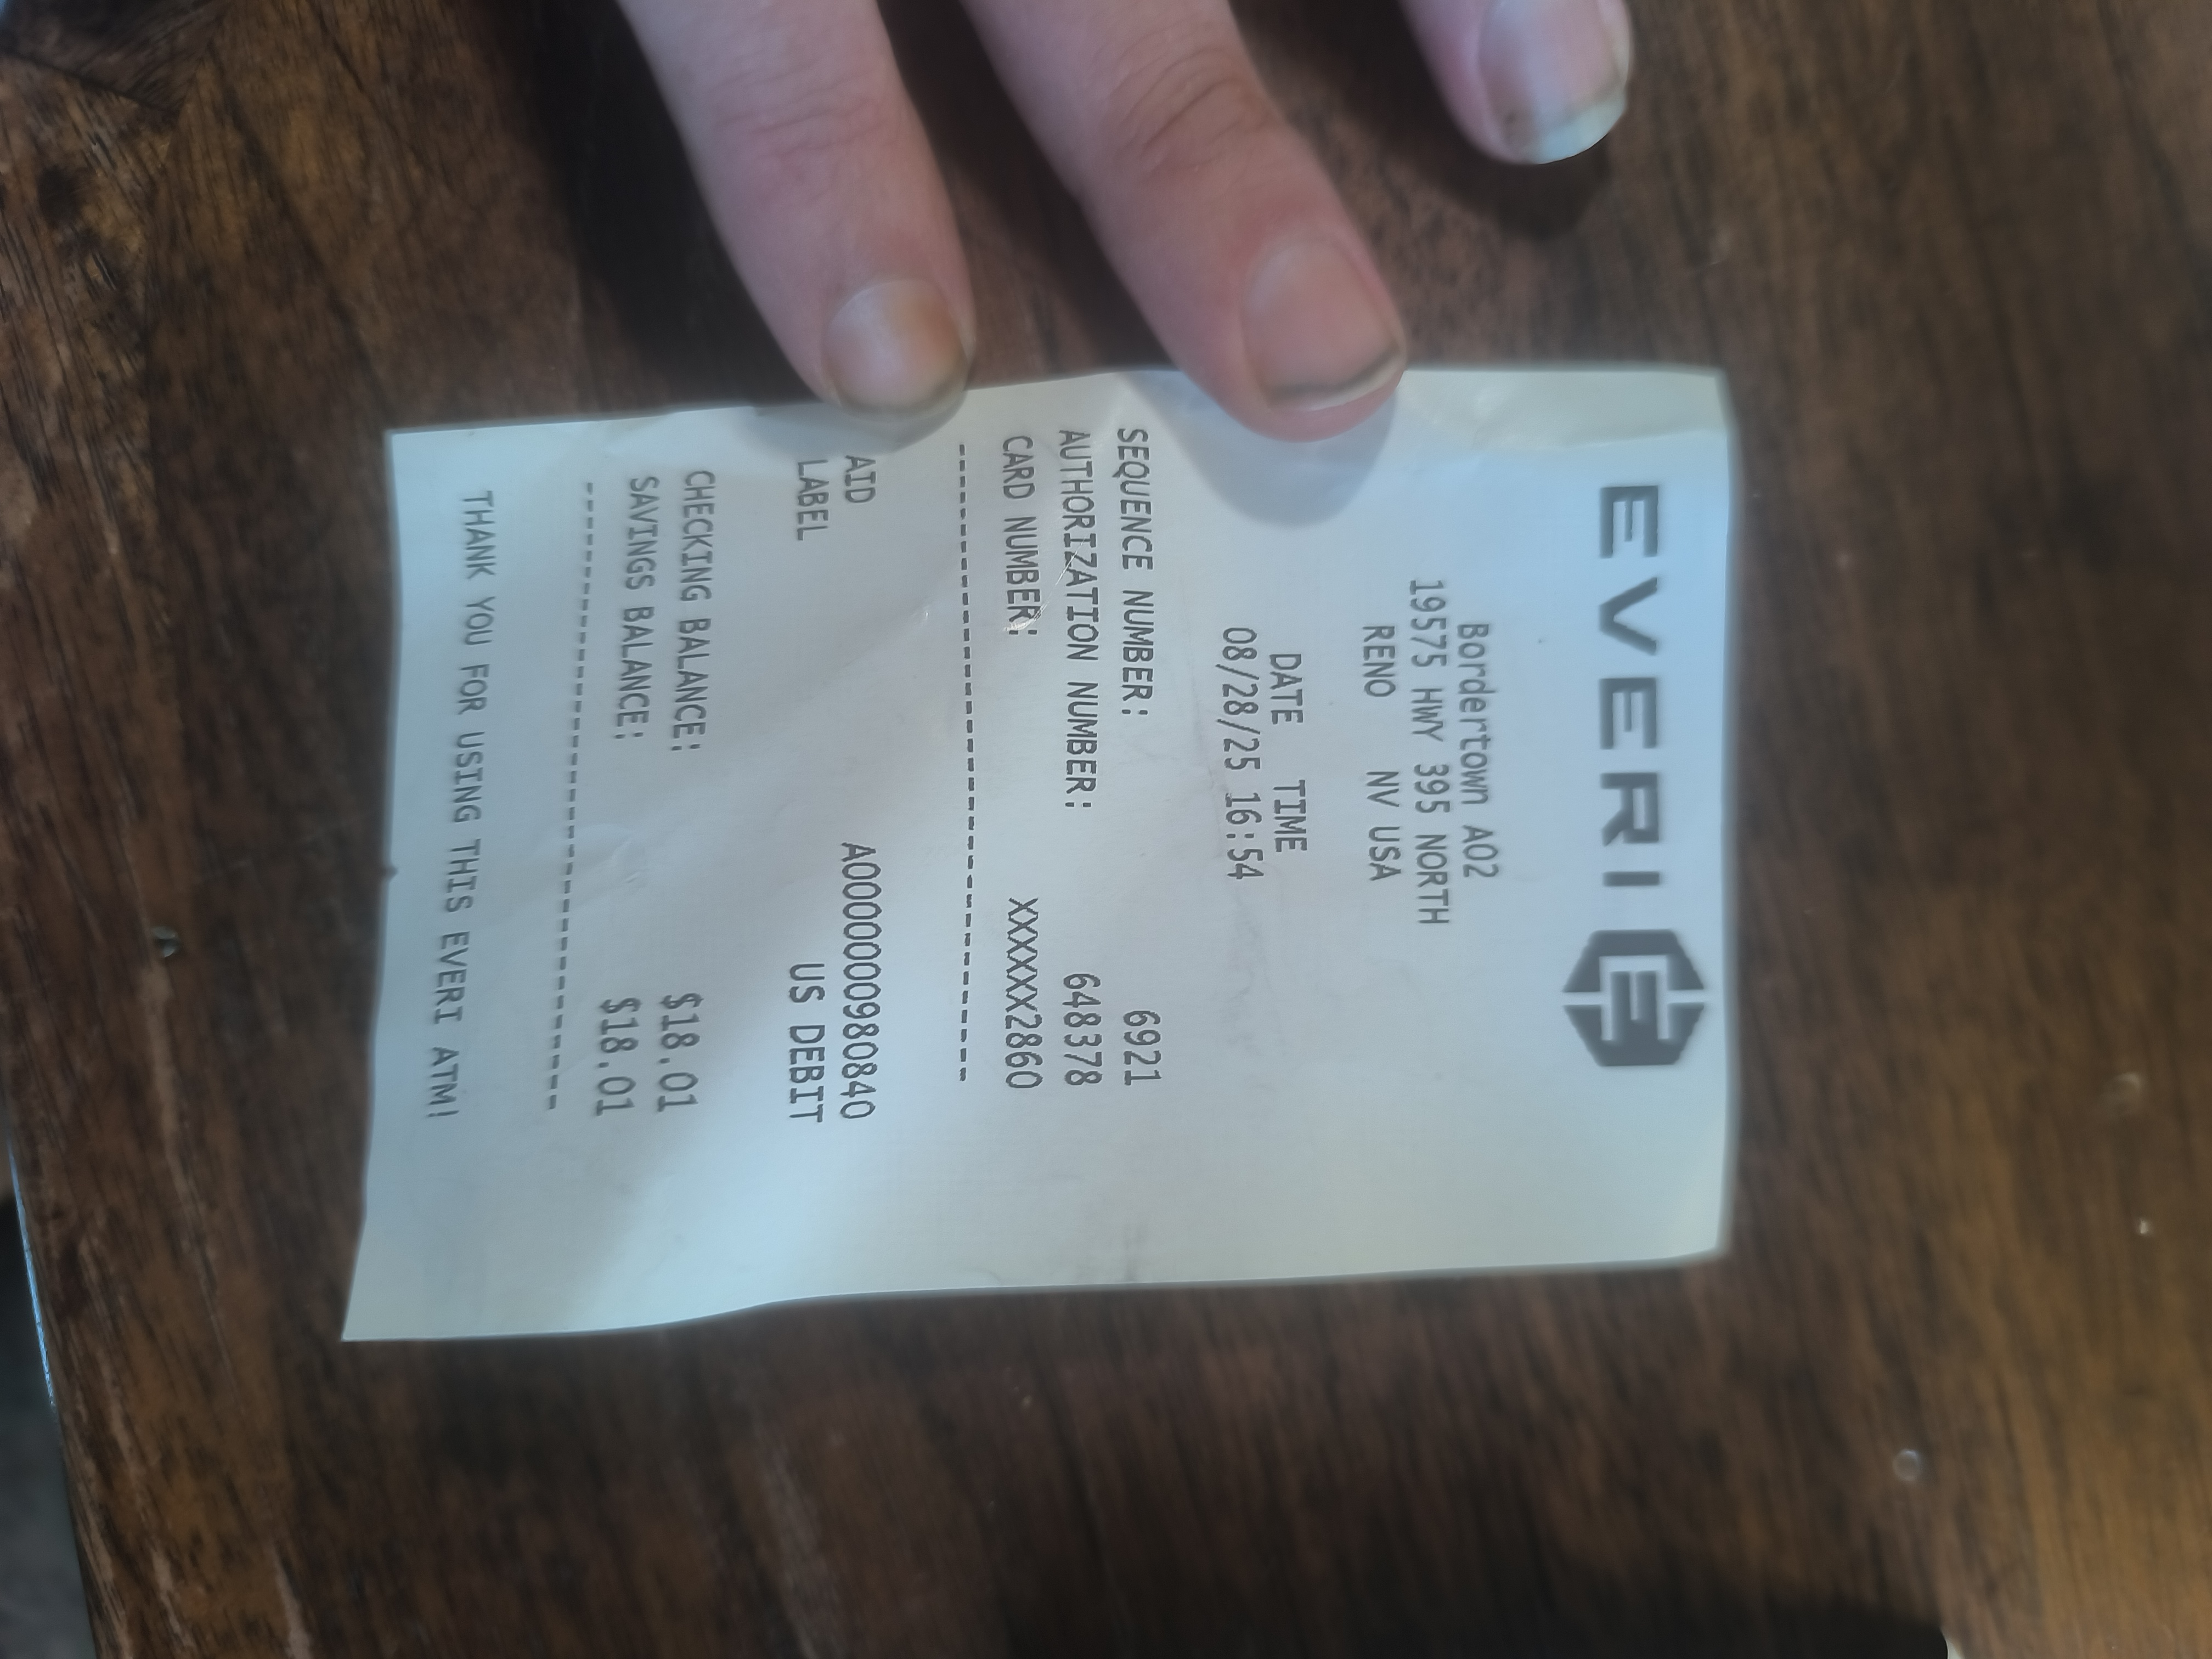 EVERI
Bordertown A02
19575 HWY 395 NORTH
RENO NV USA
DATE TIME
08/28/25 16:54
SEQUENCE NUMBER: 6921
AUTHORIZATION NUMBER: 648378
CARD NUMBER: XXXXXX2860
--------------------------------
AID A0000000980840
LABEL US DEBIT
CHECKING BALANCE: $18.01
SAVINGS BALANCE: $18.01
--------------------------------
THANK YOU FOR USING THIS EVERI ATM!